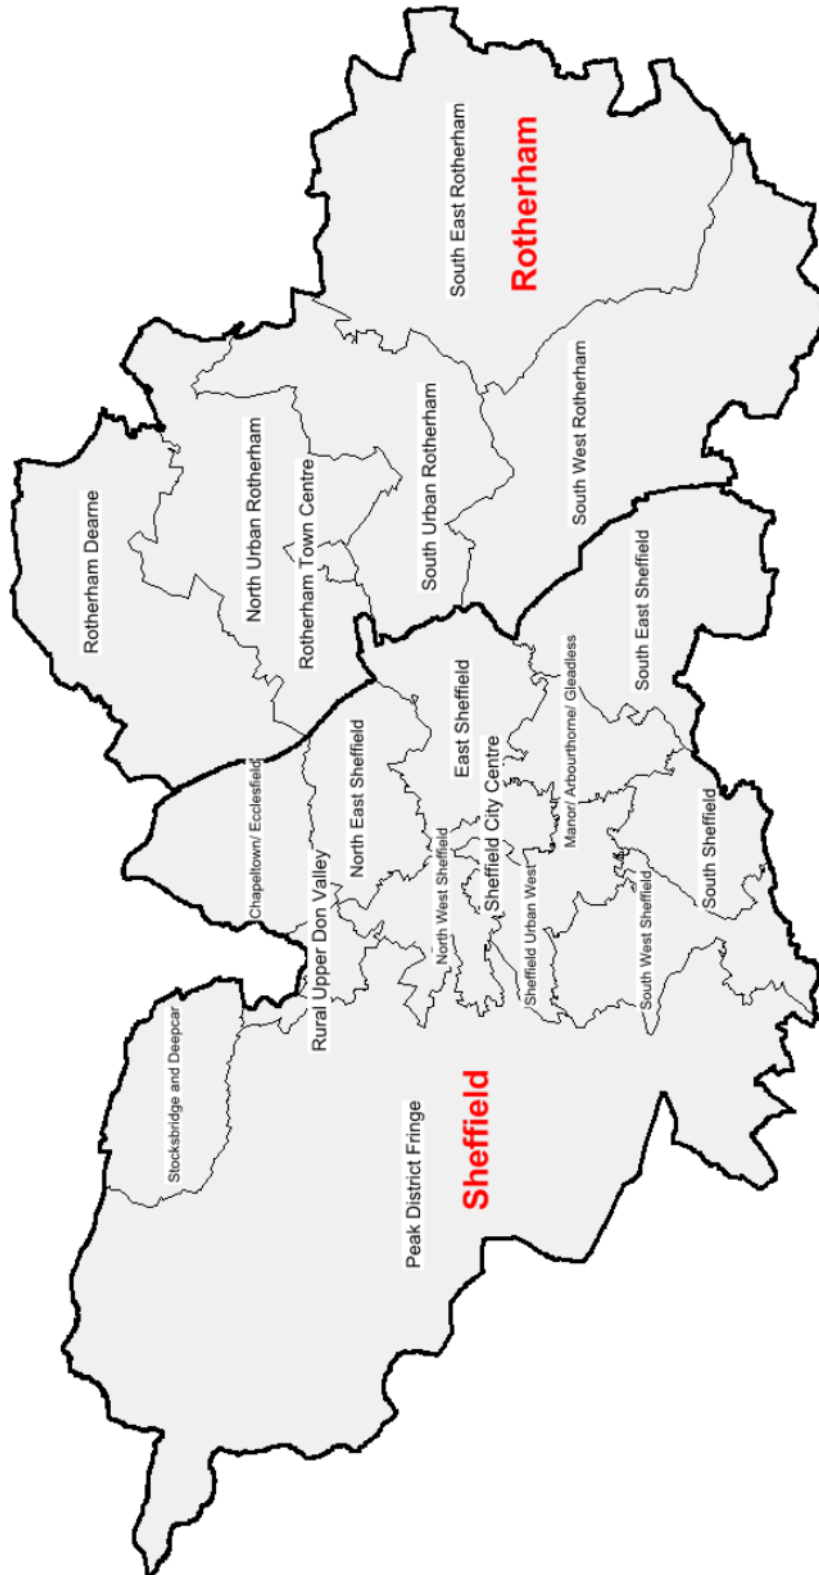 Rotherham Dearne
Stocksbridge and Deepcar
Chapeltown/ Ecclesfield
North Urban Rotherham
Rotherham Town Centre
Rural Upper Don Valley
North East Sheffield
Peak District Fringe
North West Sheffield
South Urban Rotherham
South East Rotherham
East Sheffield
Sheffield
Sheffield City Centre
Rotherham
Sheffield Urban West
Manor/ Arbourthorne/ Gleadless
South West Rotherham
South West Sheffield
South East Sheffield
South Sheffield